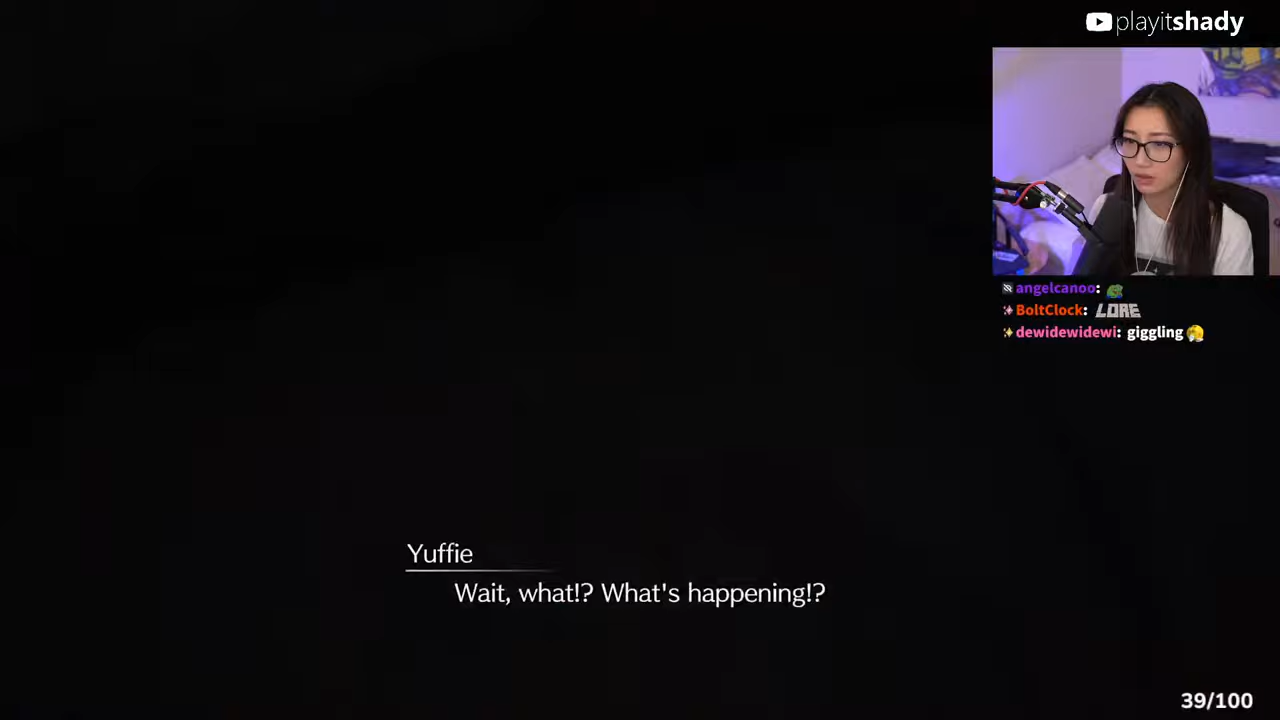 playitshady
angelcanoo:
BoltClock: LORE
dewidewidewi: giggling
Yuffie
Wait, what!? What's happening!?
39/100